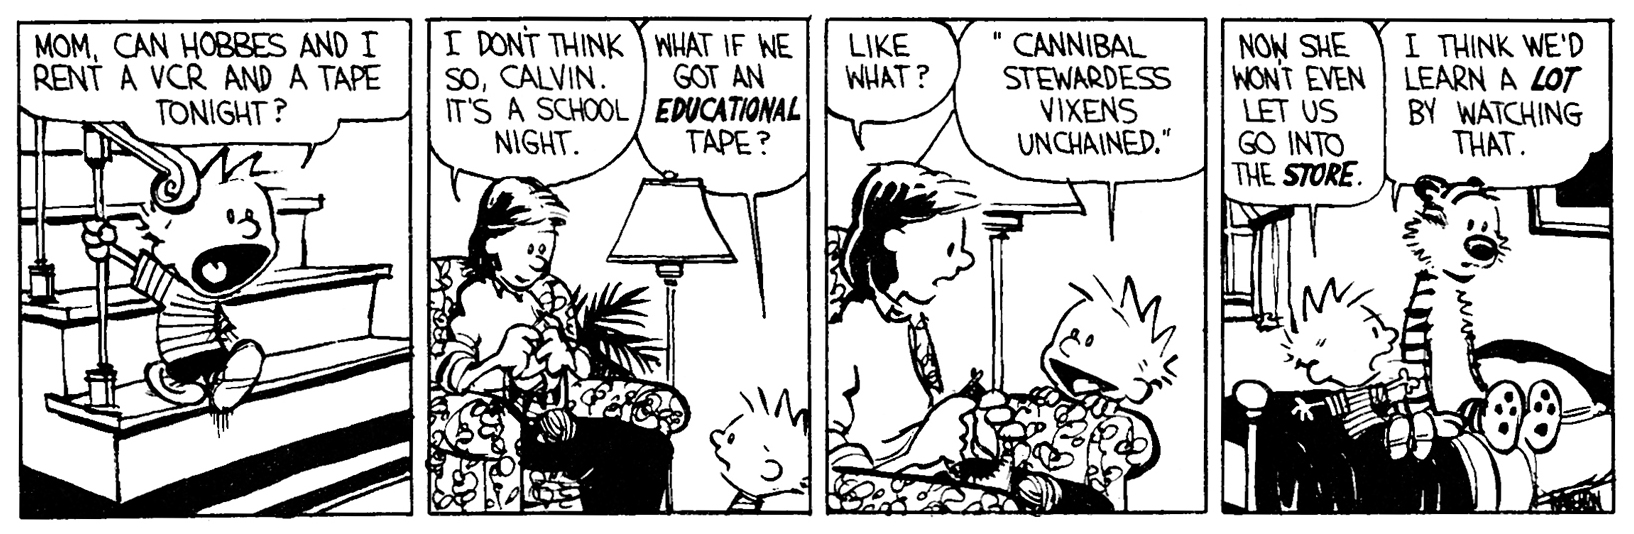 MOM, CAN HOBBES AND I
RENT A VCR AND A TAPE
TONIGHT?
I DON'T THINK
SO, CALVIN.
IT'S A SCHOOL
NIGHT.
WHAT IF WE
GOT AN
EDUCATIONAL
TAPE?
LIKE
WHAT?
"CANNIBAL
STEWARDESS
VIXENS
UNCHAINED."
NOW SHE
WON'T EVEN
LET US
GO INTO
THE STORE.
I THINK WE'D
LEARN A LOT
BY WATCHING
THAT.